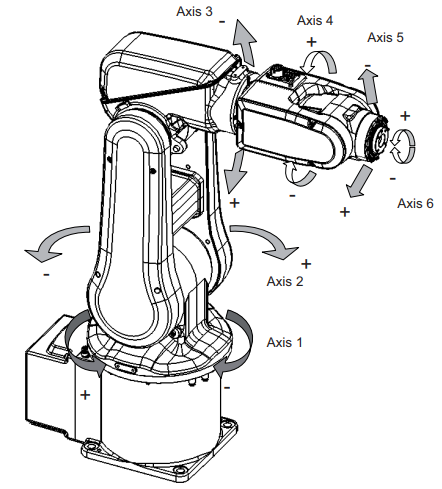 Axis 3
-
Axis 4
+
Axis 5
-
+
-
+
-
+
Axis 6
-
+
Axis 2
Axis 1
+
-